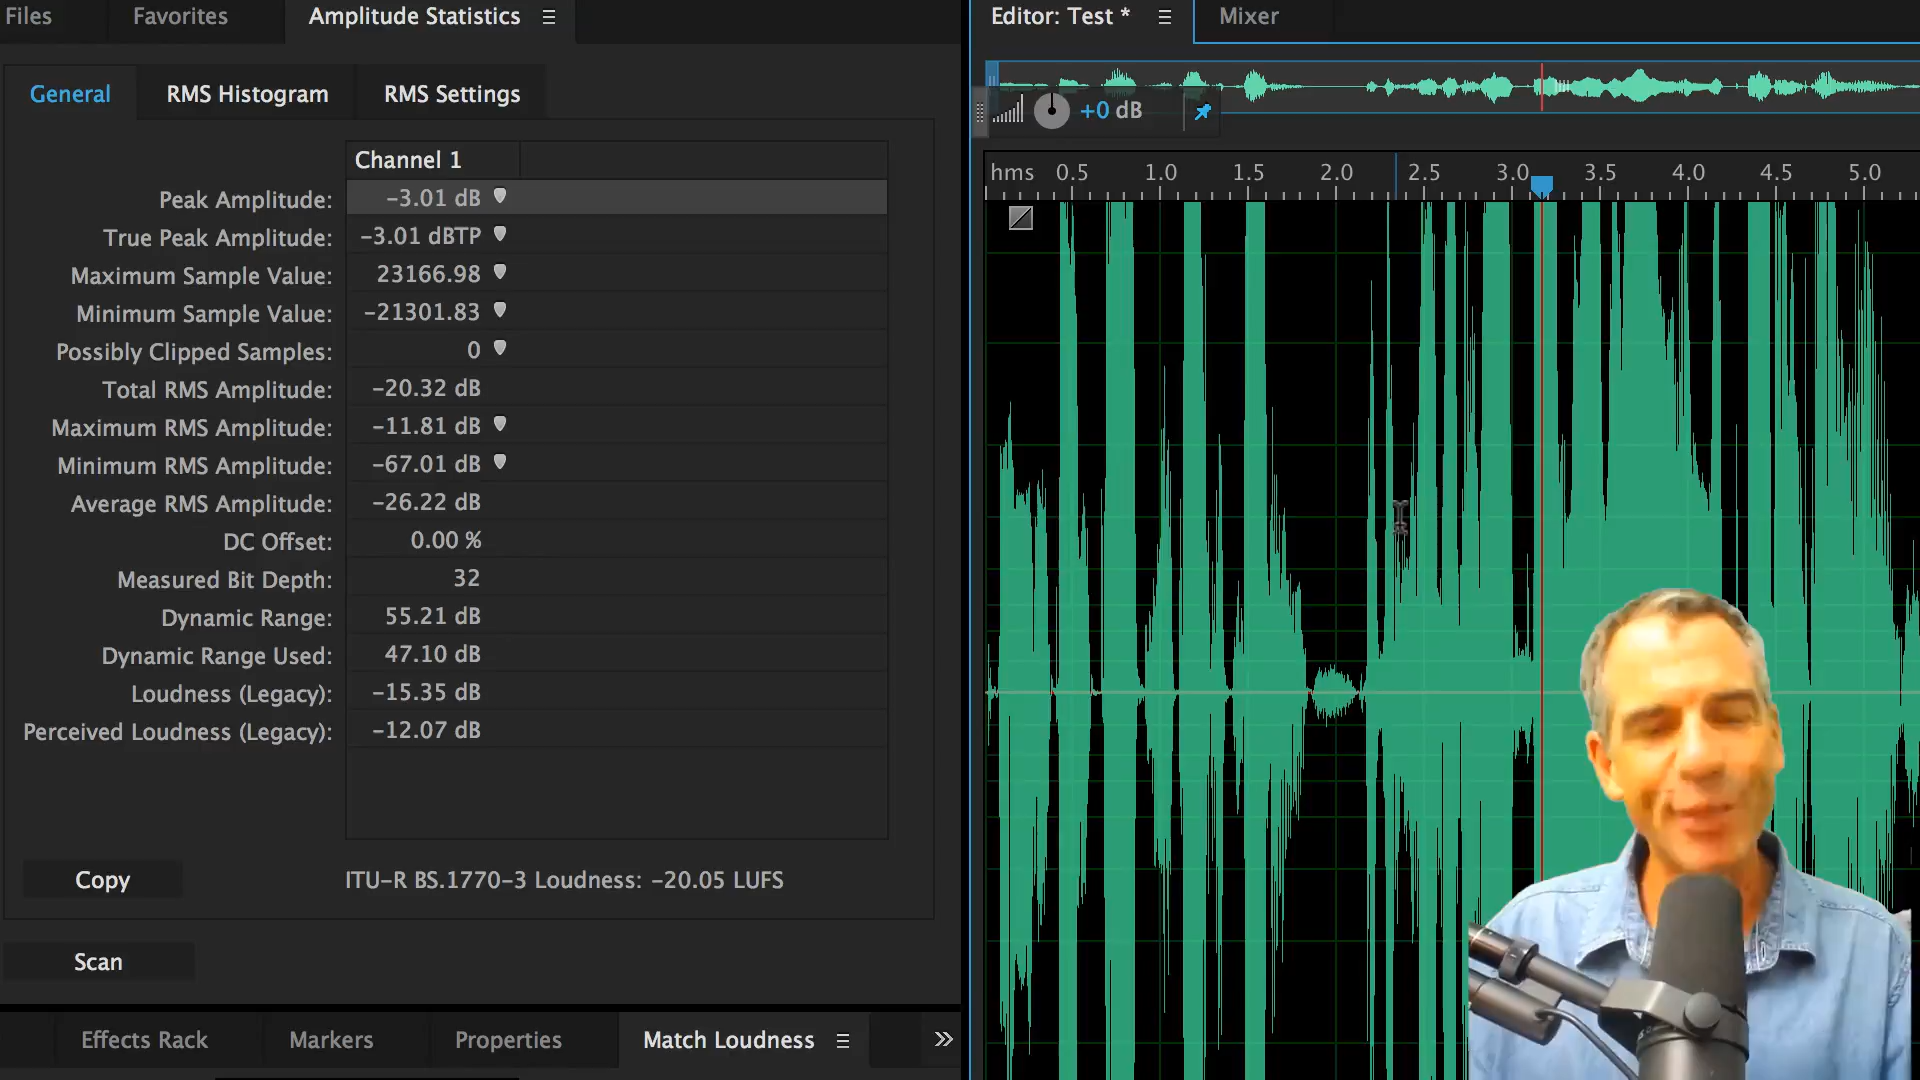 Files Favorites Amplitude Statistics
General RMS Histogram RMS Settings
Channel 1
Peak Amplitude: -3.01 dB
True Peak Amplitude: -3.01 dBTP
Maximum Sample Value: 23166.98
Minimum Sample Value: -21301.83
Possibly Clipped Samples: 0
Total RMS Amplitude: -20.32 dB
Maximum RMS Amplitude: -11.81 dB
Minimum RMS Amplitude: -67.01 dB
Average RMS Amplitude: -26.22 dB
DC Offset: 0.00 %
Measured Bit Depth: 32
Dynamic Range: 55.21 dB
Dynamic Range Used: 47.10 dB
Loudness (Legacy): -15.35 dB
Perceived Loudness (Legacy): -12.07 dB
Copy ITU-R BS.1770-3 Loudness: -20.05 LUFS
Scan
Effects Rack Markers Properties Match Loudness
Editor: Test * Mixer
+0 dB
hms 0.5 1.0 1.5 2.0 2.5 3.0 3.5 4.0 4.5 5.0